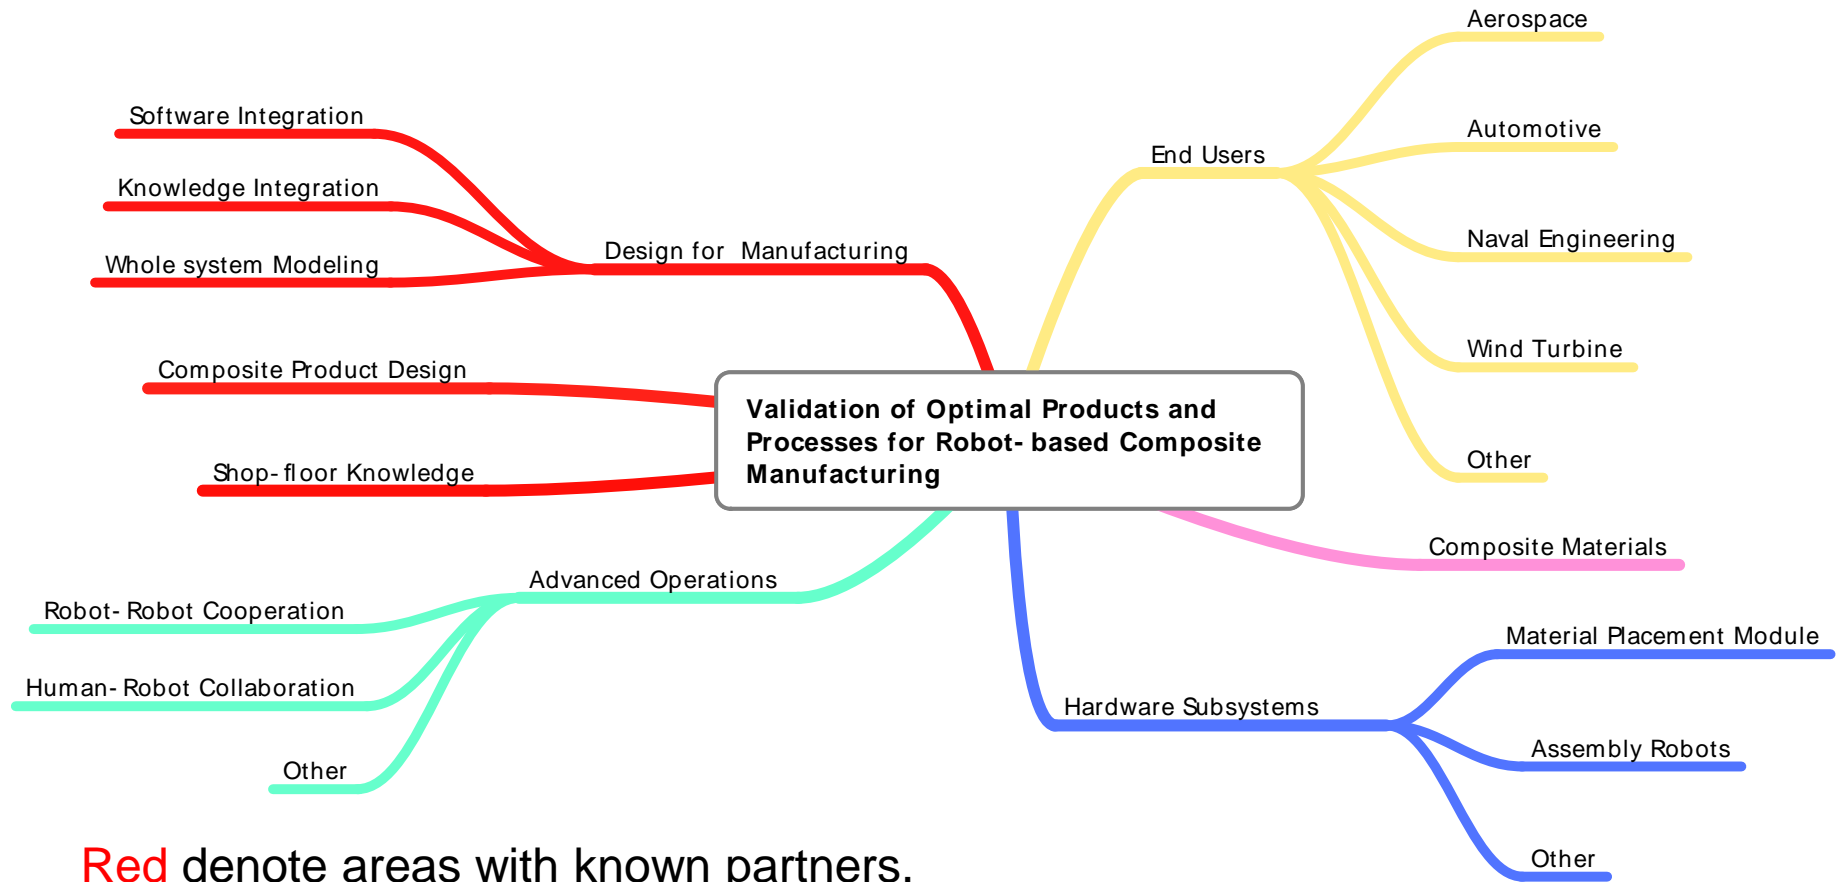 Aerospace
Software Integration
Automotive
End Users
Knowledge Integration
Naval Engineering
Design for Manufacturing
Whole system Modeling
Wind Turbine
Composite Product Design
Validation of Optimal Products and
Processes for Robot-based Composite
Manufacturing
Other
Shop-floor Knowledge
Composite Materials
Advanced Operations
Robot-Robot Cooperation
Material Placement Module
Human-Robot Collaboration
Hardware Subsystems
Assembly Robots
Other
Other
Red denote areas with known partners.